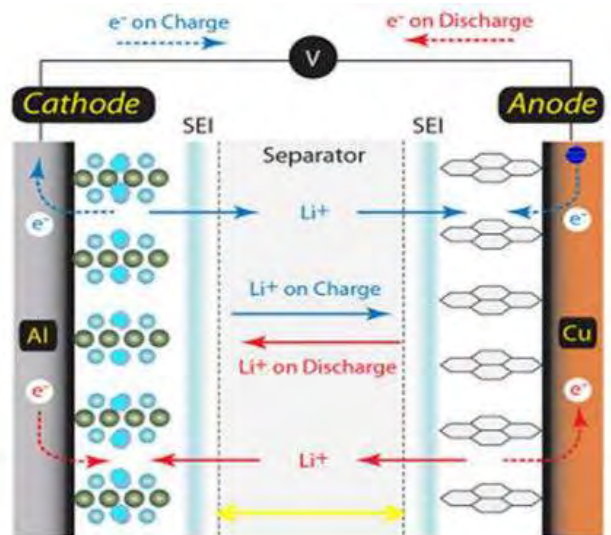 e⁻ on Charge
e⁻ on Discharge
V
Cathode
Anode
SEI
SEI
Separator
e⁻
Li+
e⁻
Li+ on Charge
Al
Cu
Li+ on Discharge
e⁻
e⁻
Li+